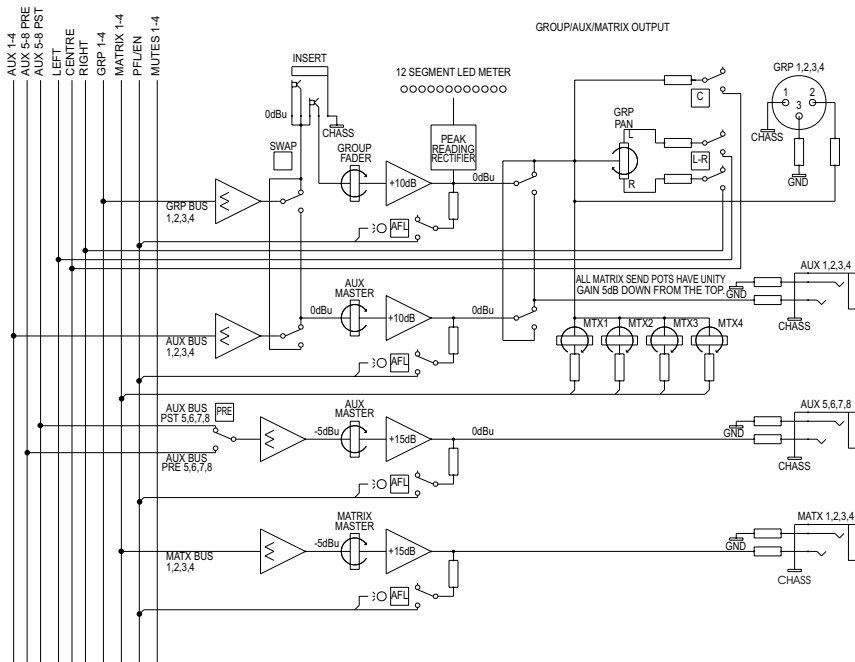 GROUP/AUX/MATRIX OUTPUT
AUX 1-4
AUX 5-8 PRE
AUX 5-8 PST
LEFT
CENTRE
RIGHT
GRP 1-4
MATRIX 1-4
PFL/EN
MUTES 1-4
INSERT
12 SEGMENT LED METER
GRP 1,2,3,4
C
0dBu
CHASS
GRP
PAN
L
1
2
3
CHASS
PEAK
READING
RECTIFIER
SWAP
GROUP
FADER
L-R
+10dB
0dBu
R
GND
GRP BUS
1,2,3,4
AFL
AUX 1,2,3,4
ALL MATRIX SEND POTS HAVE UNITY
GAIN 5dB DOWN FROM THE TOP.
GND
AUX
MASTER
0dBu
+10dB
0dBu
CHASS
MTX1
MTX2
MTX3
MTX4
AUX BUS
1,2,3,4
AFL
AUX BUS
PST 5,6,7,8
PRE
AUX
MASTER
AUX 5,6,7,8
-5dBu
+15dB
0dBu
GND
AUX BUS
PRE 5,6,7,8
CHASS
AFL
MATRIX
MASTER
MATX 1,2,3,4
-5dBu
+15dB
0dBu
GND
MATX BUS
1,2,3,4
CHASS
AFL